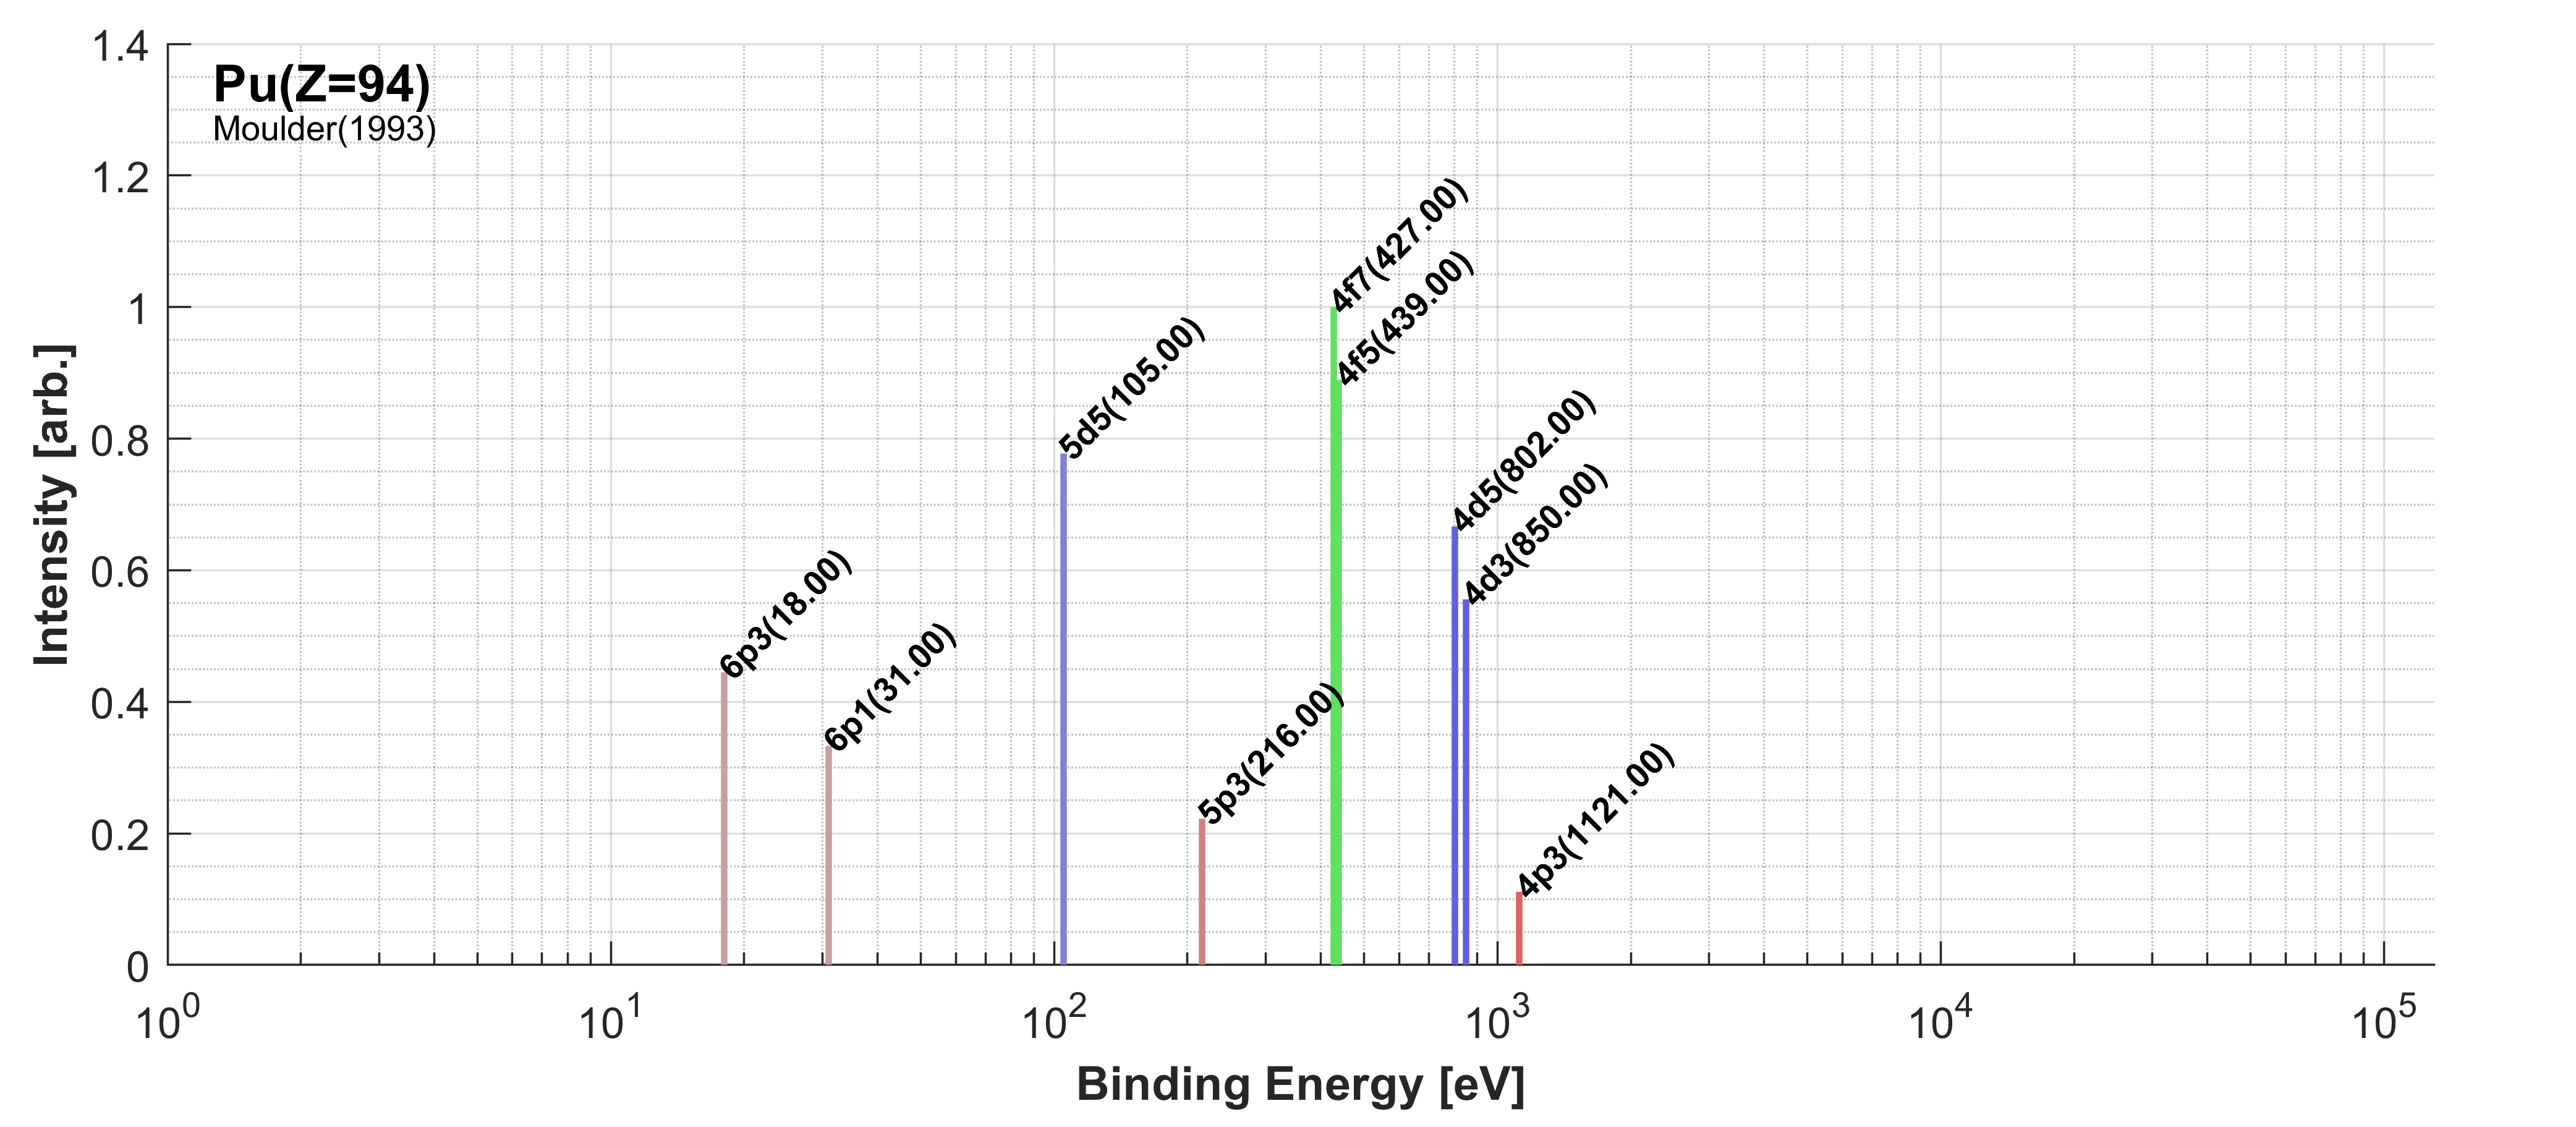 Pu(Z=94)
Moulder(1993)
1.4
1.2
1
0.8
0.6
0.4
0.2
0
Intensity [arb.]
4f7(427.00)
4f5(439.00)
5d5(105.00)
4d5(802.00)
4d3(850.00)
6p3(18.00)
6p1(31.00)
5p3(216.00)
4p3(1121.00)
10^0 10^1 10^2 10^3 10^4 10^5
Binding Energy [eV]